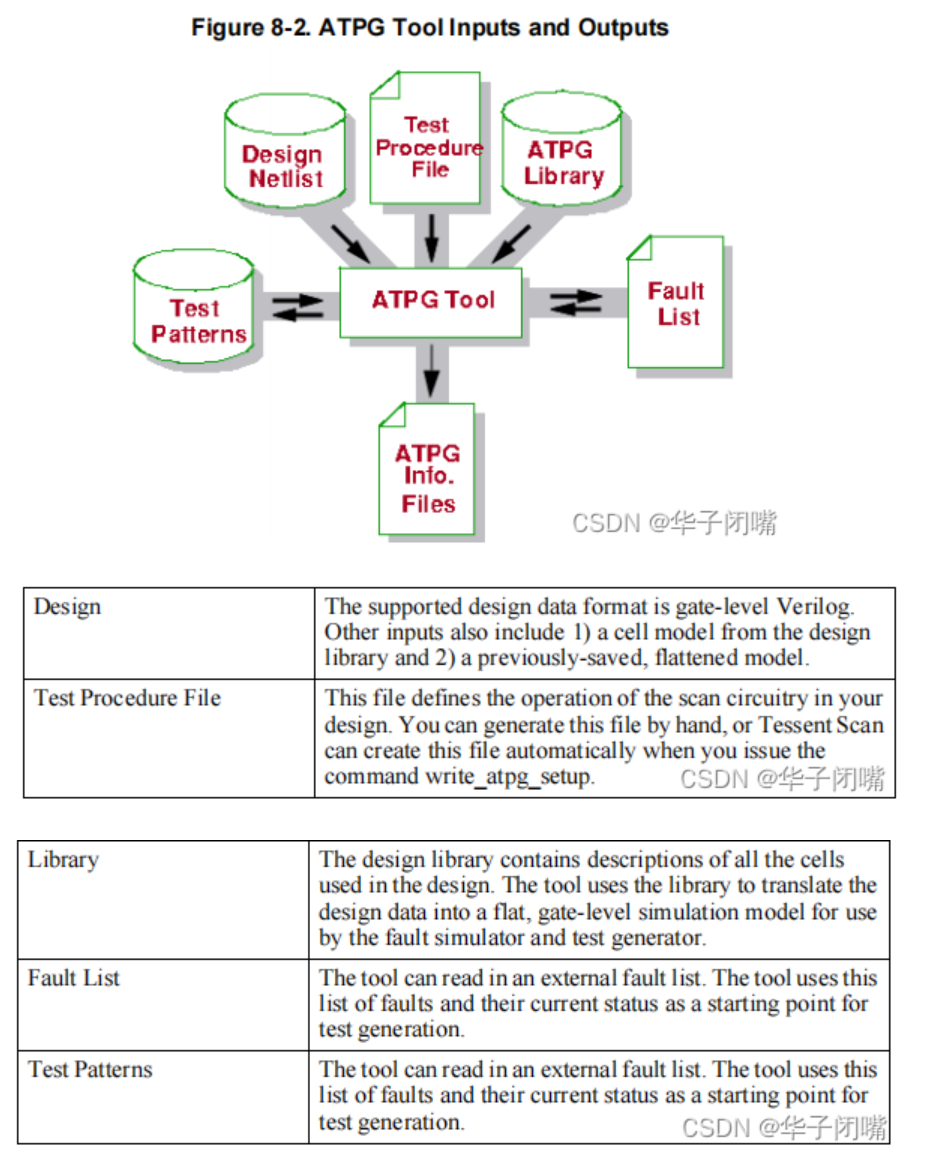 Figure 8-2. ATPG Tool Inputs and Outputs
Design
Netlist
Test
Procedure
File
ATPG
Library
Test
Patterns
ATPG Tool
Fault
List
ATPG
Info.
Files
CSDN @华子闭嘴
Design
The supported design data format is gate-level Verilog.
Other inputs also include 1) a cell model from the design
library and 2) a previously-saved, flattened model.
Test Procedure File
This file defines the operation of the scan circuitry in your
design. You can generate this file by hand, or Tessent Scan
can create this file automatically when you issue the
command write_atpg_setup.
CSDN @华子闭嘴
Library
The design library contains descriptions of all the cells
used in the design. The tool uses the library to translate the
design data into a flat, gate-level simulation model for use
by the fault simulator and test generator.
Fault List
The tool can read in an external fault list. The tool uses this
list of faults and their current status as a starting point for
test generation.
Test Patterns
The tool can read in an external fault list. The tool uses this
list of faults and their current status as a starting point for
test generation.
CSDN @华子闭嘴